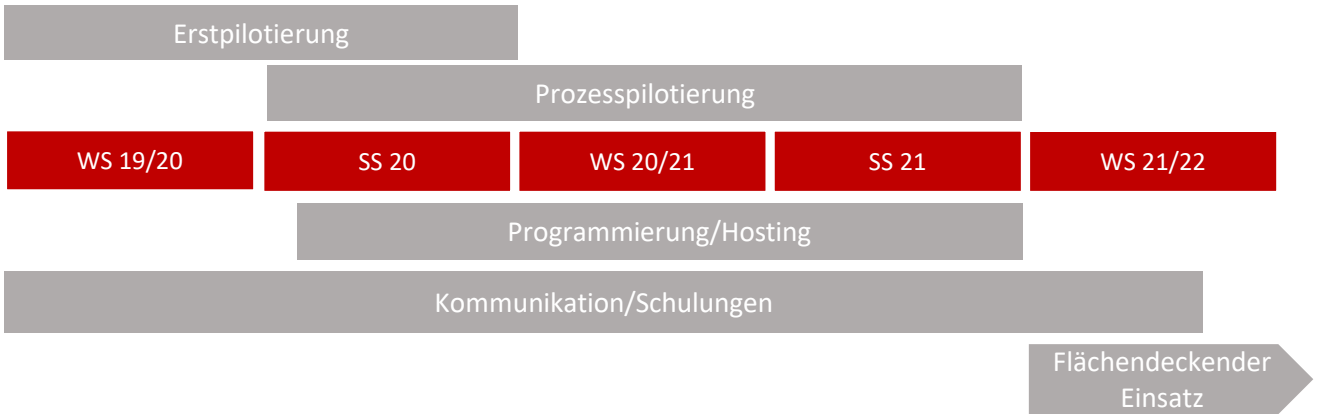 Erstpilotierung
Prozesspilotierung
WS 19/20 SS 20 WS 20/21 SS 21 WS 21/22
Programmierung/Hosting
Kommunikation/Schulungen
Flächendeckender
Einsatz